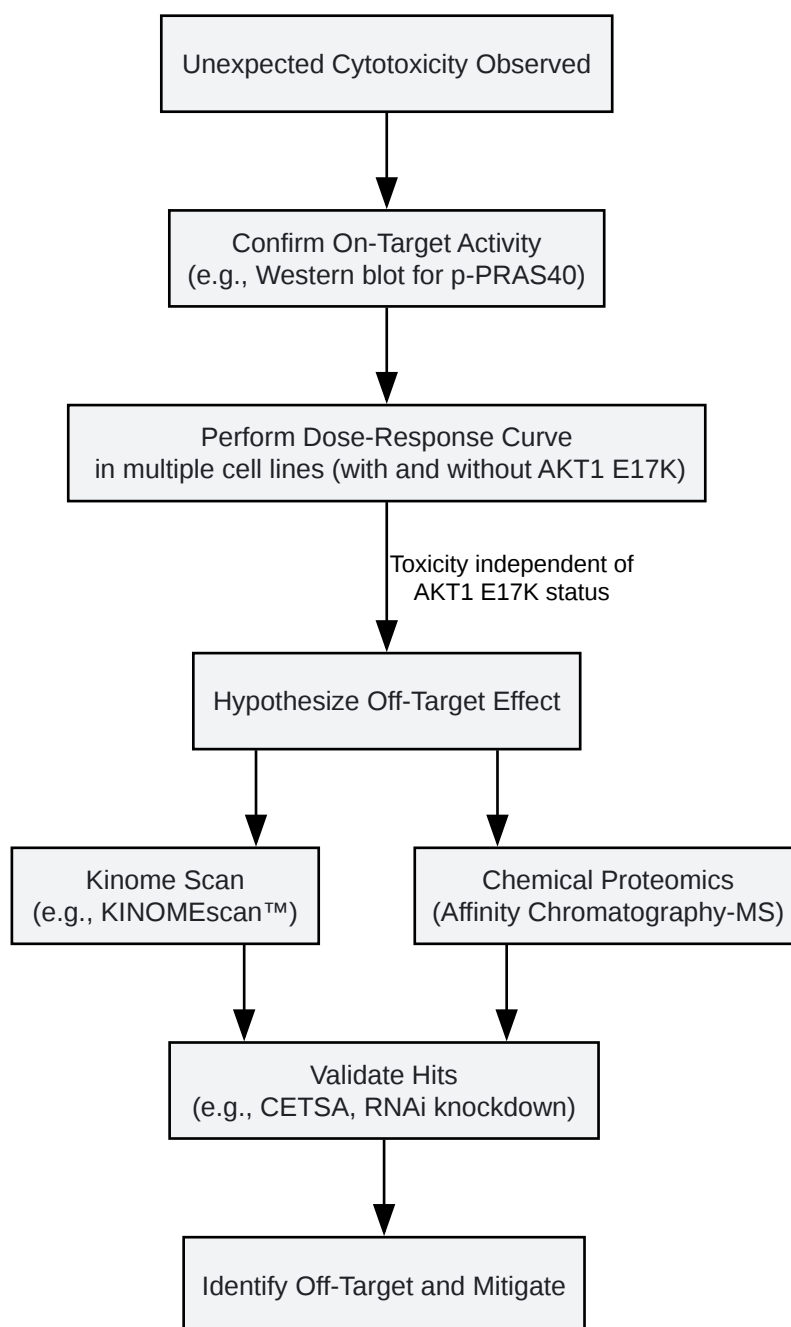 Unexpected Cytotoxicity Observed
Confirm On-Target Activity
(e.g., Western blot for p-PRAS40)
Perform Dose-Response Curve
in multiple cell lines (with and without AKT1 E17K)
Toxicity independent of
AKT1 E17K status
Hypothesize Off-Target Effect
Kinome Scan
(e.g., KINOMEscan™)
Chemical Proteomics
(Affinity Chromatography-MS)
Validate Hits
(e.g., CETSA, RNAi knockdown)
Identify Off-Target and Mitigate